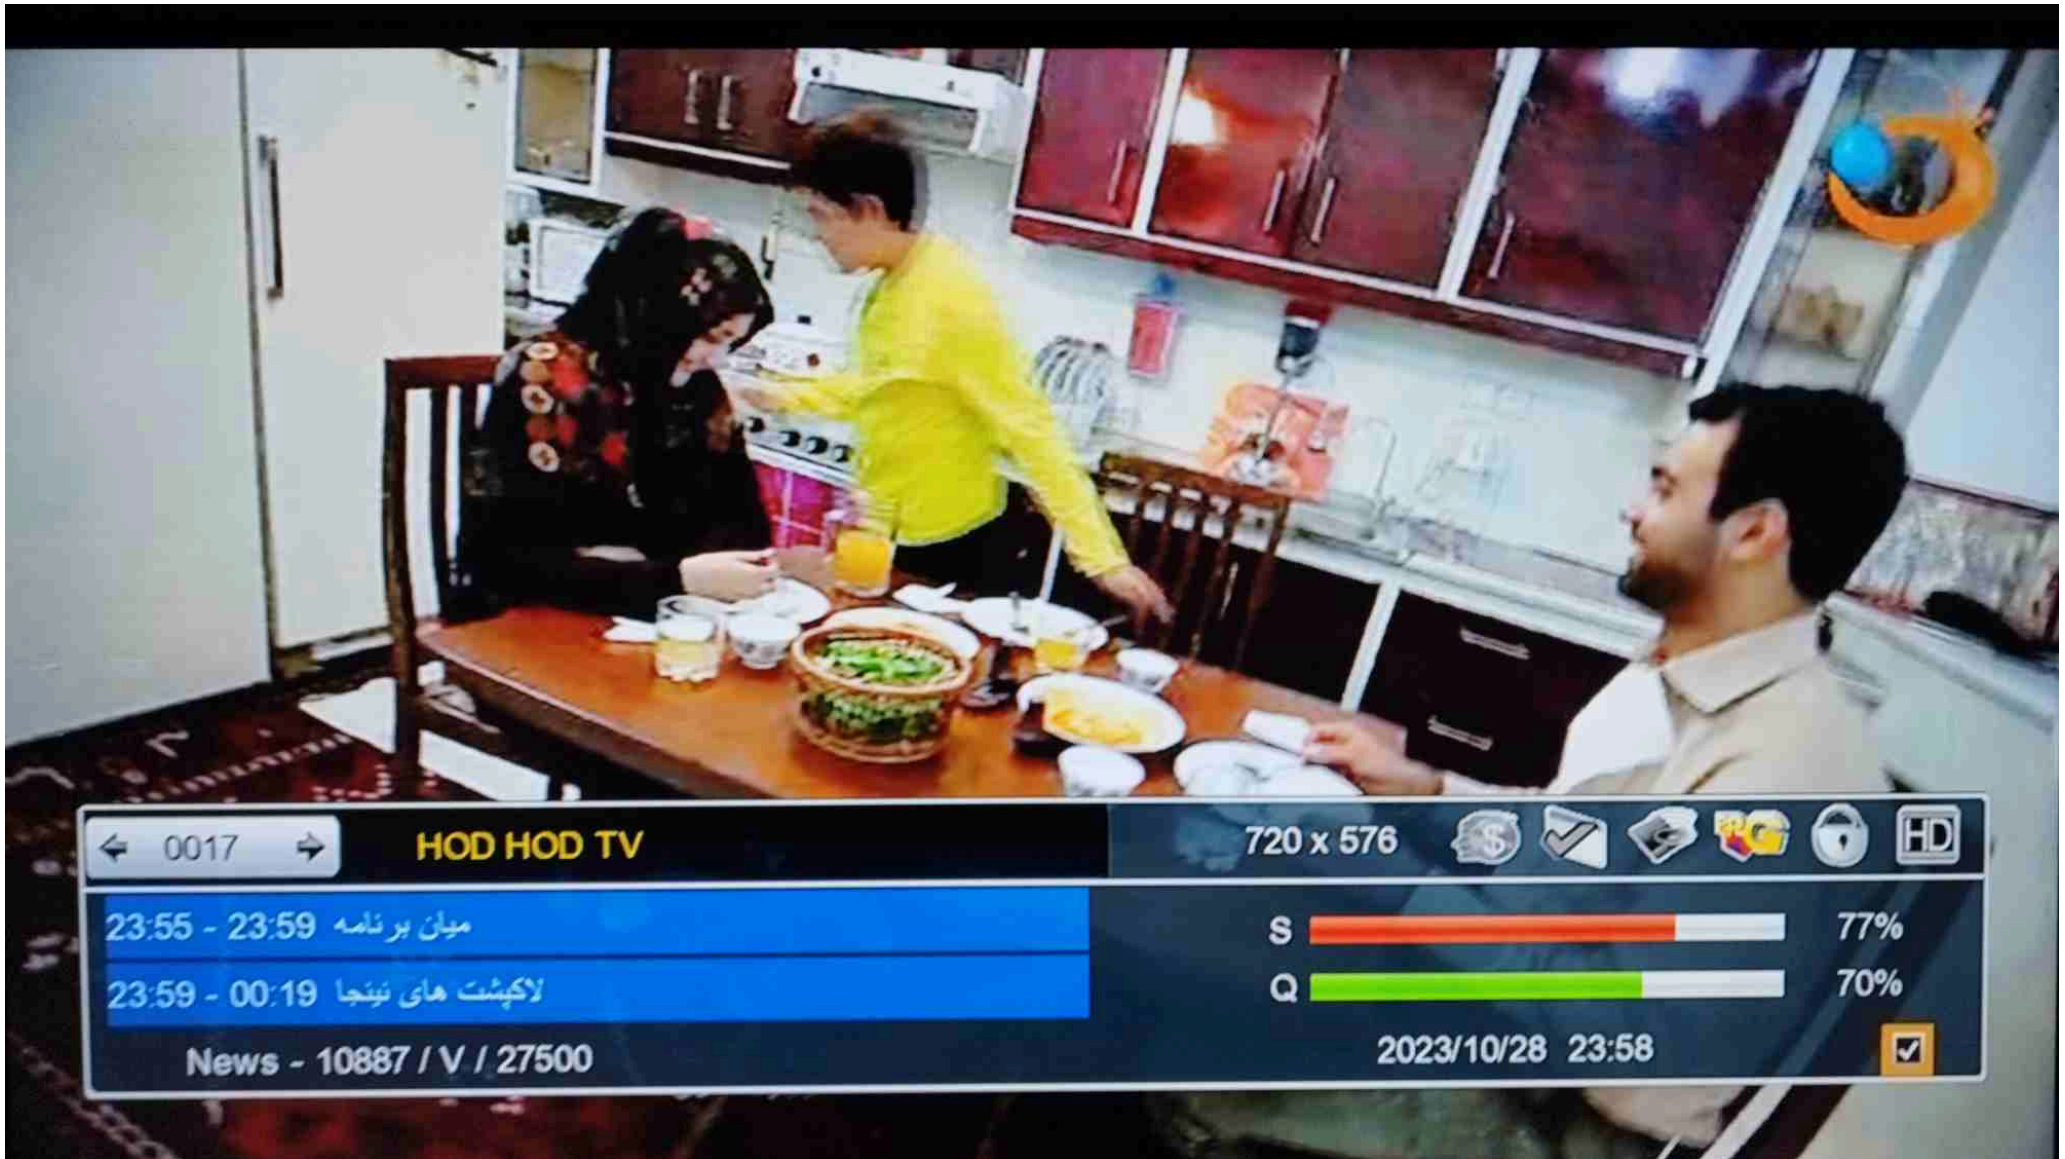 0017
HOD HOD TV
720 x 576
HD
23:55 - 23:59 میان برنامه
23:59 - 00:19 لاکپشت های نینجا
S 77%
Q 70%
News - 10887 / V / 27500
2023/10/28 23:58